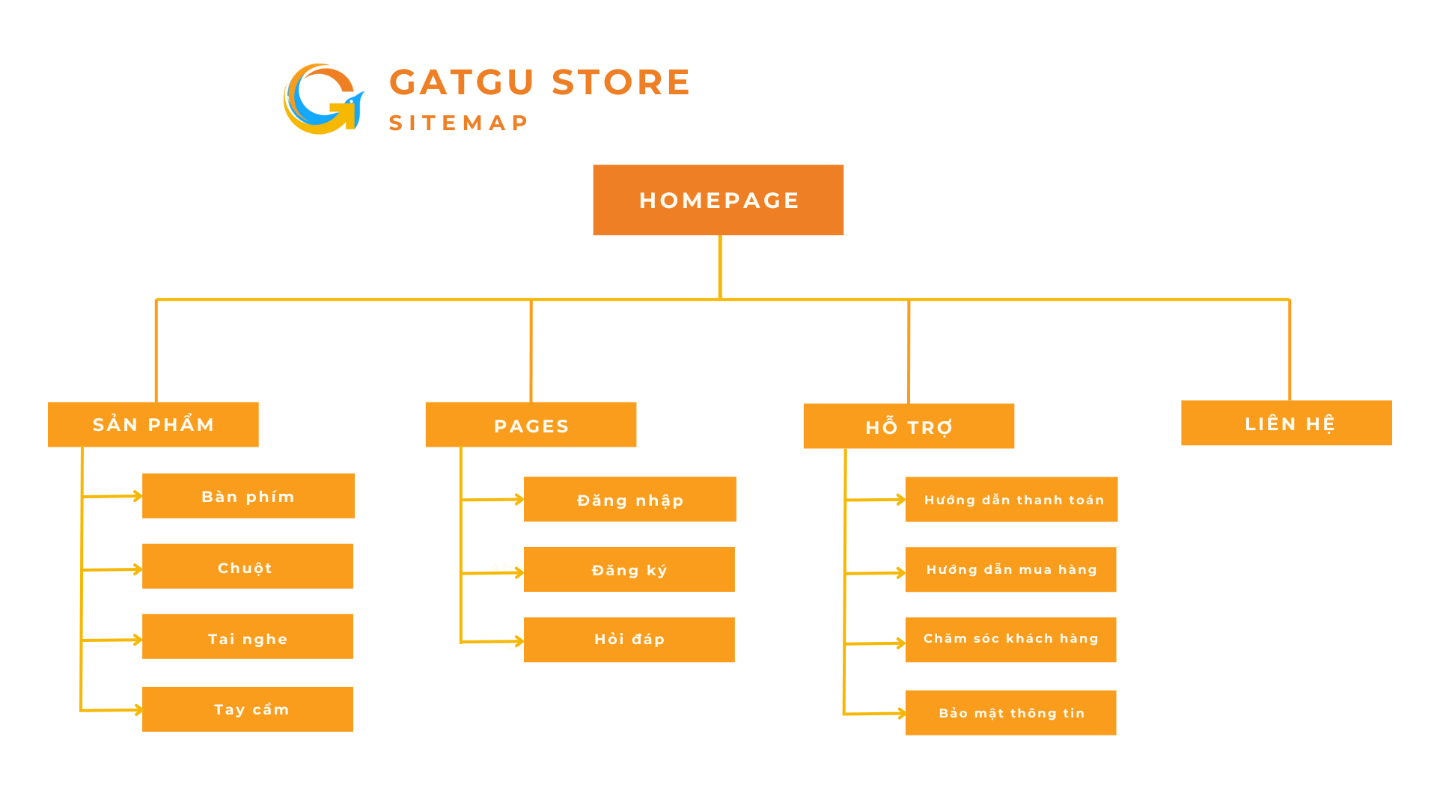 GATGU STORE
SITEMAP
HOMEPAGE
SẢN PHẨM
Bàn phím
Chuột
Tai nghe
Tay cầm
PAGES
Đăng nhập
Đăng ký
Hỏi đáp
HỖ TRỢ
Hướng dẫn thanh toán
Hướng dẫn mua hàng
Chăm sóc khách hàng
Bảo mật thông tin
LIÊN HỆ